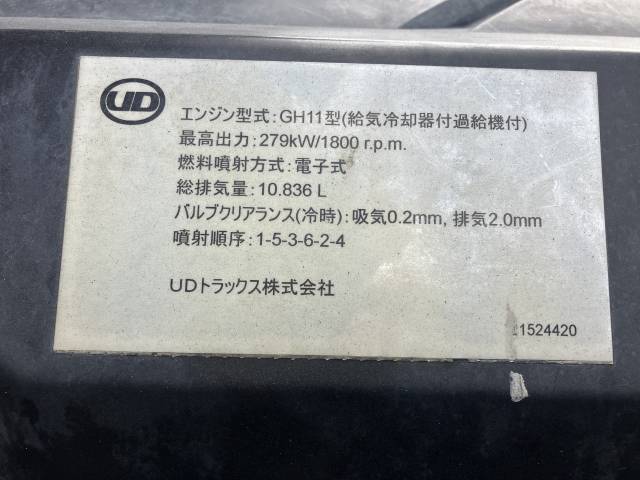 UD
エンジン型式:GH11型(給気冷却器付過給機付)
最高出力:279kW/1800 r.p.m.
燃料噴射方式:電子式
総排気量:10.836 L
バルブクリアランス(冷時):吸気0.2mm, 排気2.0mm
噴射順序:1-5-3-6-2-4
UDトラックス株式会社
1524420